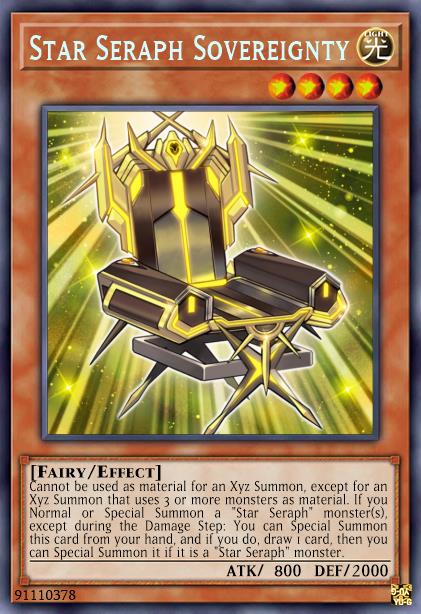 STAR SERAPH SOVEREIGNTY
LIGHT
光
[FAIRY/EFFECT]
Cannot be used as material for an Xyz Summon, except for an
Xyz Summon that uses 3 or more monsters as material. If you
Normal or Special Summon a "Star Seraph" monster(s),
except during the Damage Step: You can Special Summon
this card from your hand, and if you do, draw 1 card, then you
can Special Summon it if it is a "Star Seraph" monster.
ATK/ 800 DEF/2000
91110378